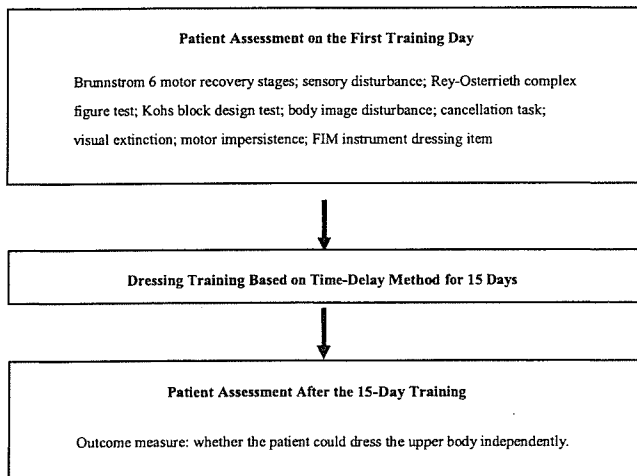 Patient Assessment on the First Training Day
Brunnstrom 6 motor recovery stages; sensory disturbance; Rey-Osterrieth complex
figure test; Kohs block design test; body image disturbance; cancellation task;
visual extinction; motor impersistence; FIM instrument dressing item
Dressing Training Based on Time-Delay Method for 15 Days
Patient Assessment After the 15-Day Training
Outcome measure: whether the patient could dress the upper body independently.